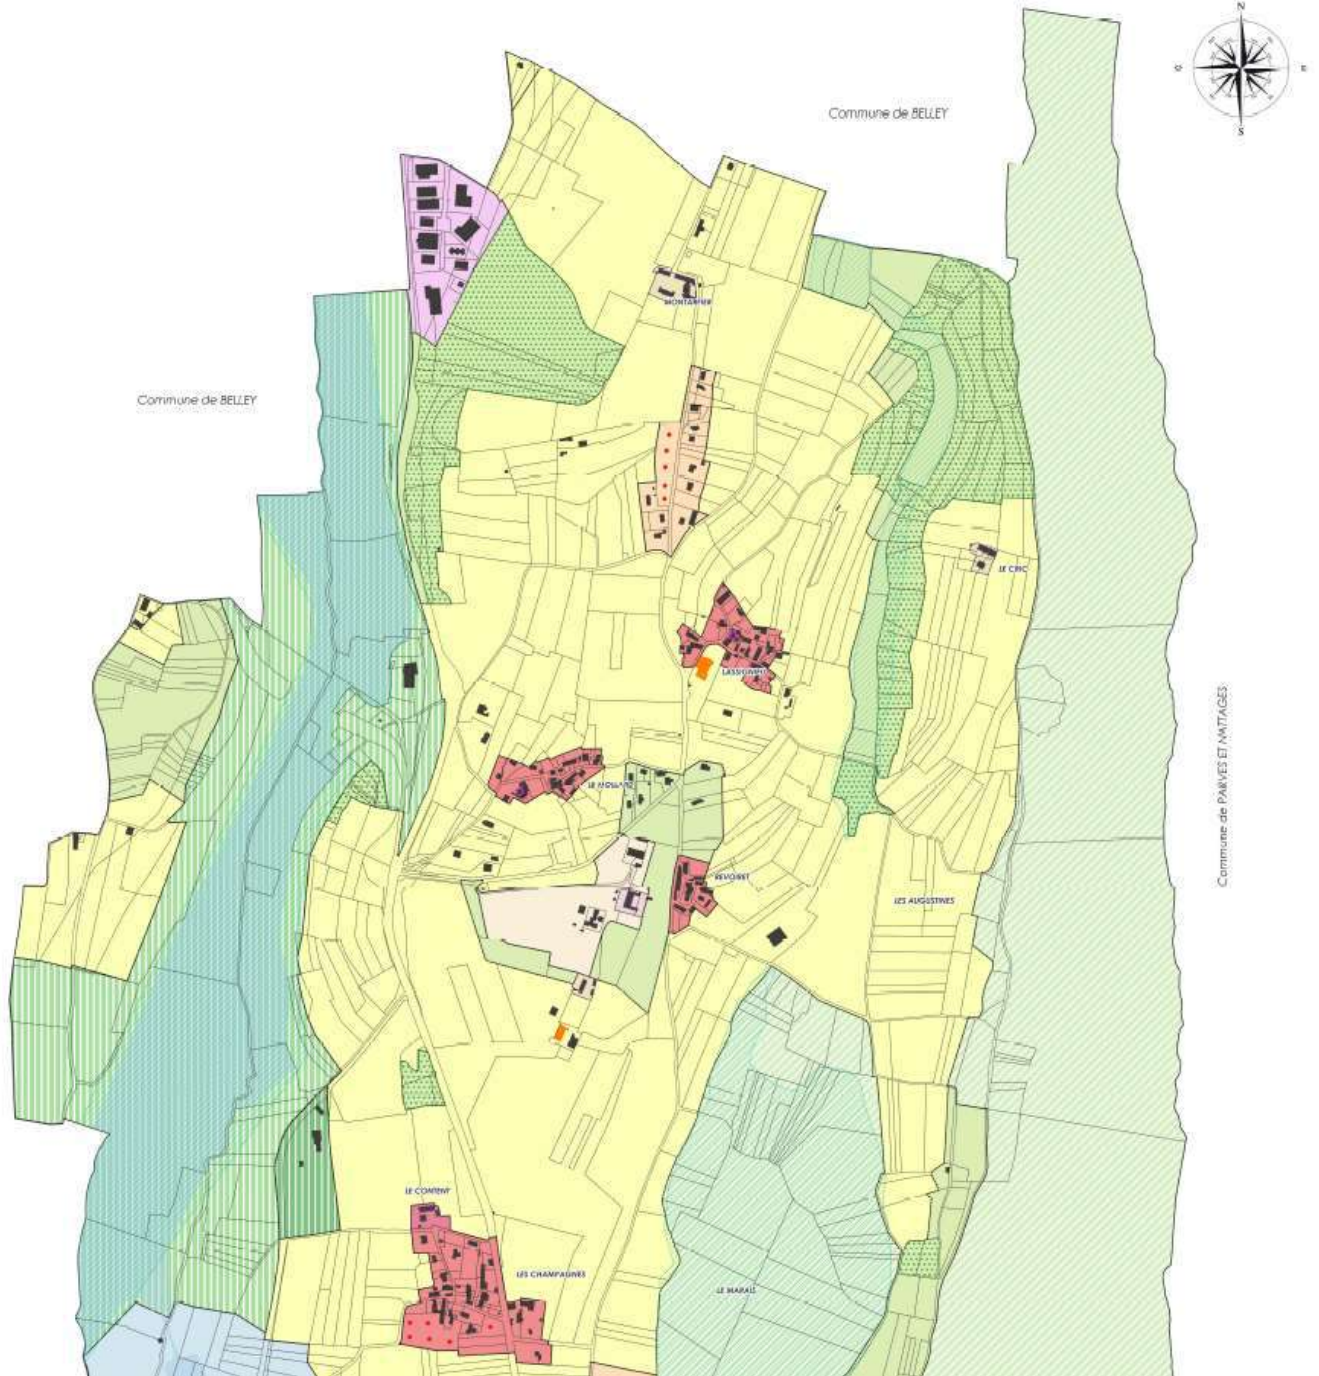 N
Commune de BELLEY
S
MONTARFIER
Commune de BELLEY
LE CRIC
LASSIGNIEU
Commune de PARVES ET NATTAGES
LE MOLLARD
REVOIRET
LES AUGUSTINES
LE CONTENT
LES CHAMPAGNES
LE MARAIS